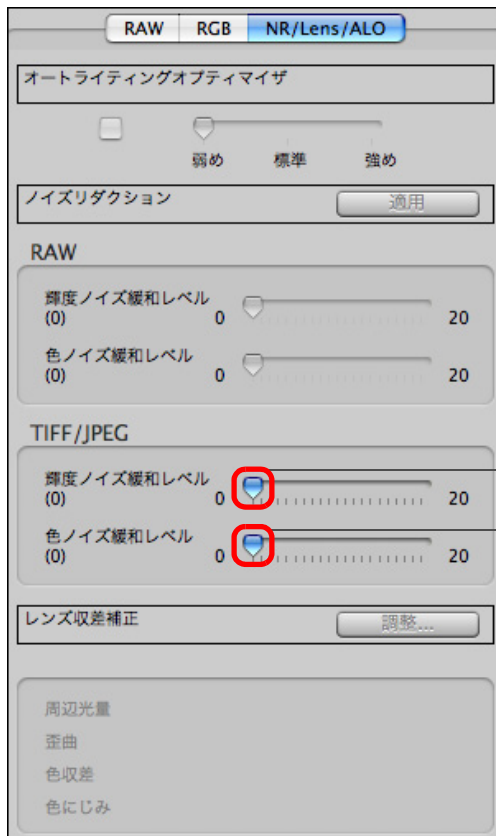 RAW RGB NR/Lens/ALO
オートライティングオプティマイザ
弱め 標準 強め
ノイズリダクション 適用
RAW
輝度ノイズ緩和レベル
(0) 0 20
色ノイズ緩和レベル
(0) 0 20
TIFF/JPEG
輝度ノイズ緩和レベル
(0) 0 20
色ノイズ緩和レベル
(0) 0 20
レンズ収差補正 調整...
周辺光量
歪曲
色収差
色にじみ